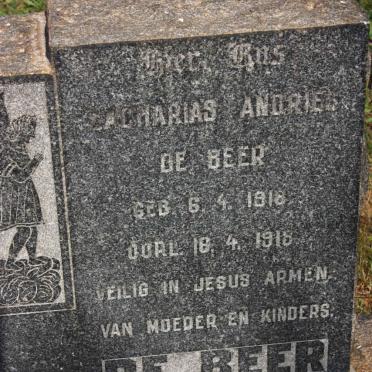 Hier Rus
ZACHARIAS ANDRIES
DE BEER
GEB. 6. 4. 1918
OORL. 18. 4. 1918
VEILIG IN JESUS ARMEN.
VAN MOEDER EN KINDERS.
DE BEER